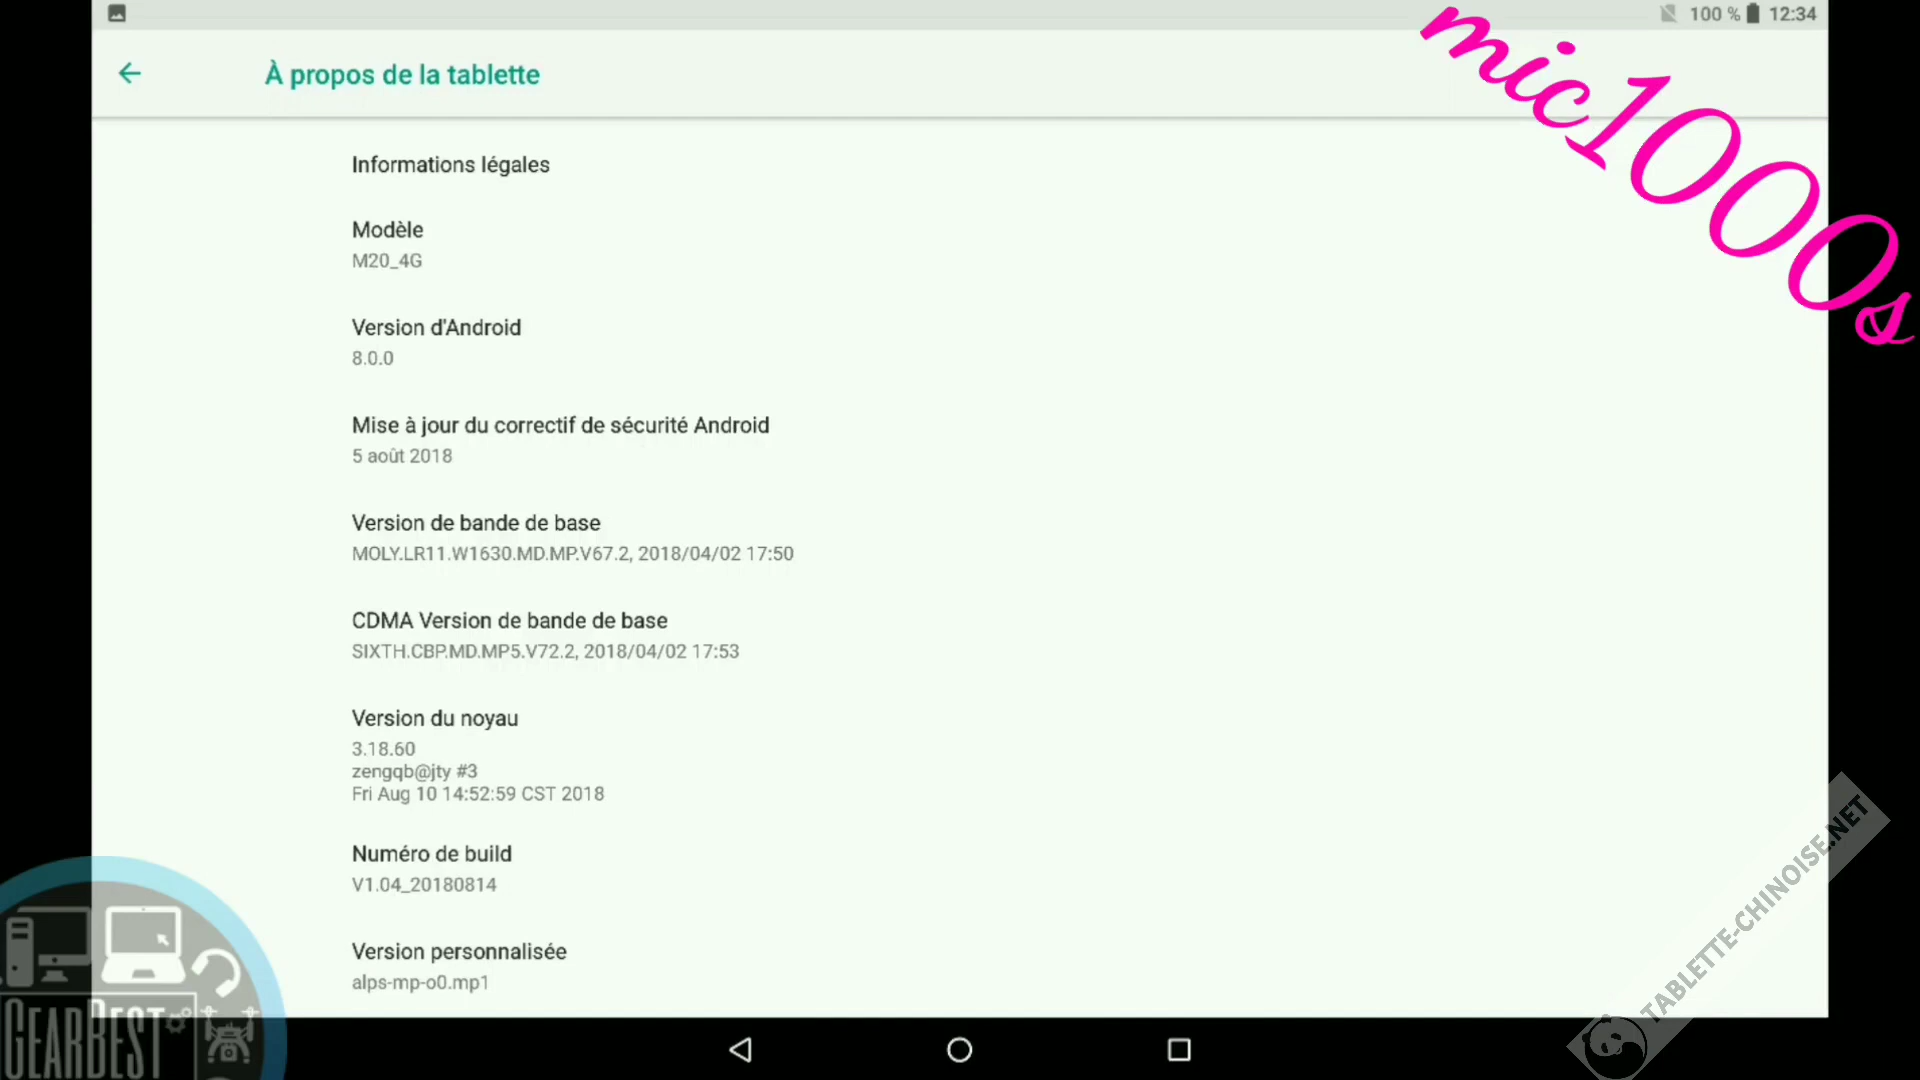 100 % 12:34
À propos de la tablette
mic1000s
Informations légales
Modèle
M20_4G
Version d'Android
8.0.0
Mise à jour du correctif de sécurité Android
5 août 2018
Version de bande de base
MOLY.LR11.W1630.MD.MP.V67.2, 2018/04/02 17:50
CDMA Version de bande de base
SIXTH.CBP.MD.MP5.V72.2, 2018/04/02 17:53
Version du noyau
3.18.60
zengqb@jty #3
Fri Aug 10 14:52:59 CST 2018
Numéro de build
V1.04_20180814
Version personnalisée
alps-mp-o0.mp1
GEARBEST
TABLETTE-CHINOISE.NET